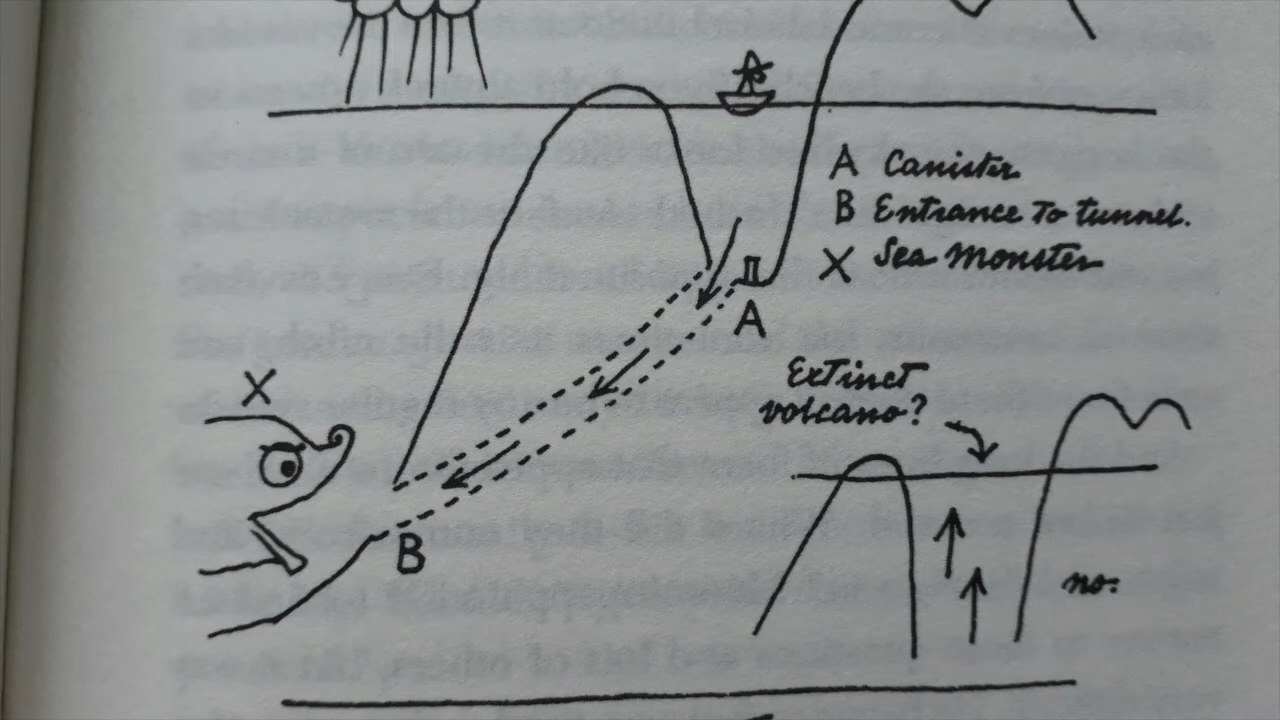 A Canister
B Entrance to tunnel.
X Sea Monster
A
X
Extinct
volcano?
B
no: